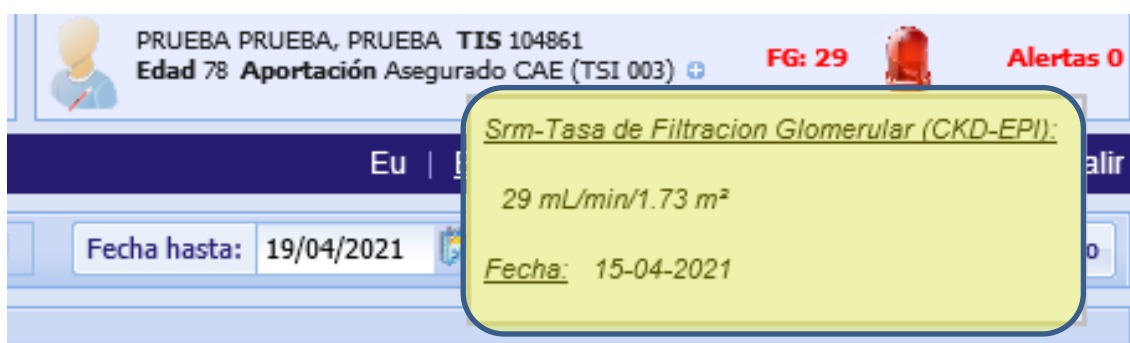 PRUEBA PRUEBA, PRUEBA TIS 104861
Edad 78 Aportación Asegurado CAE (TSI 003)
FG: 29
Alertas 0
Srm-Tasa de Filtracion Glomerular (CKD-EPI):
29 mL/min/1.73 m²
Fecha: 15-04-2021
Eu |
Fecha hasta: 19/04/2021